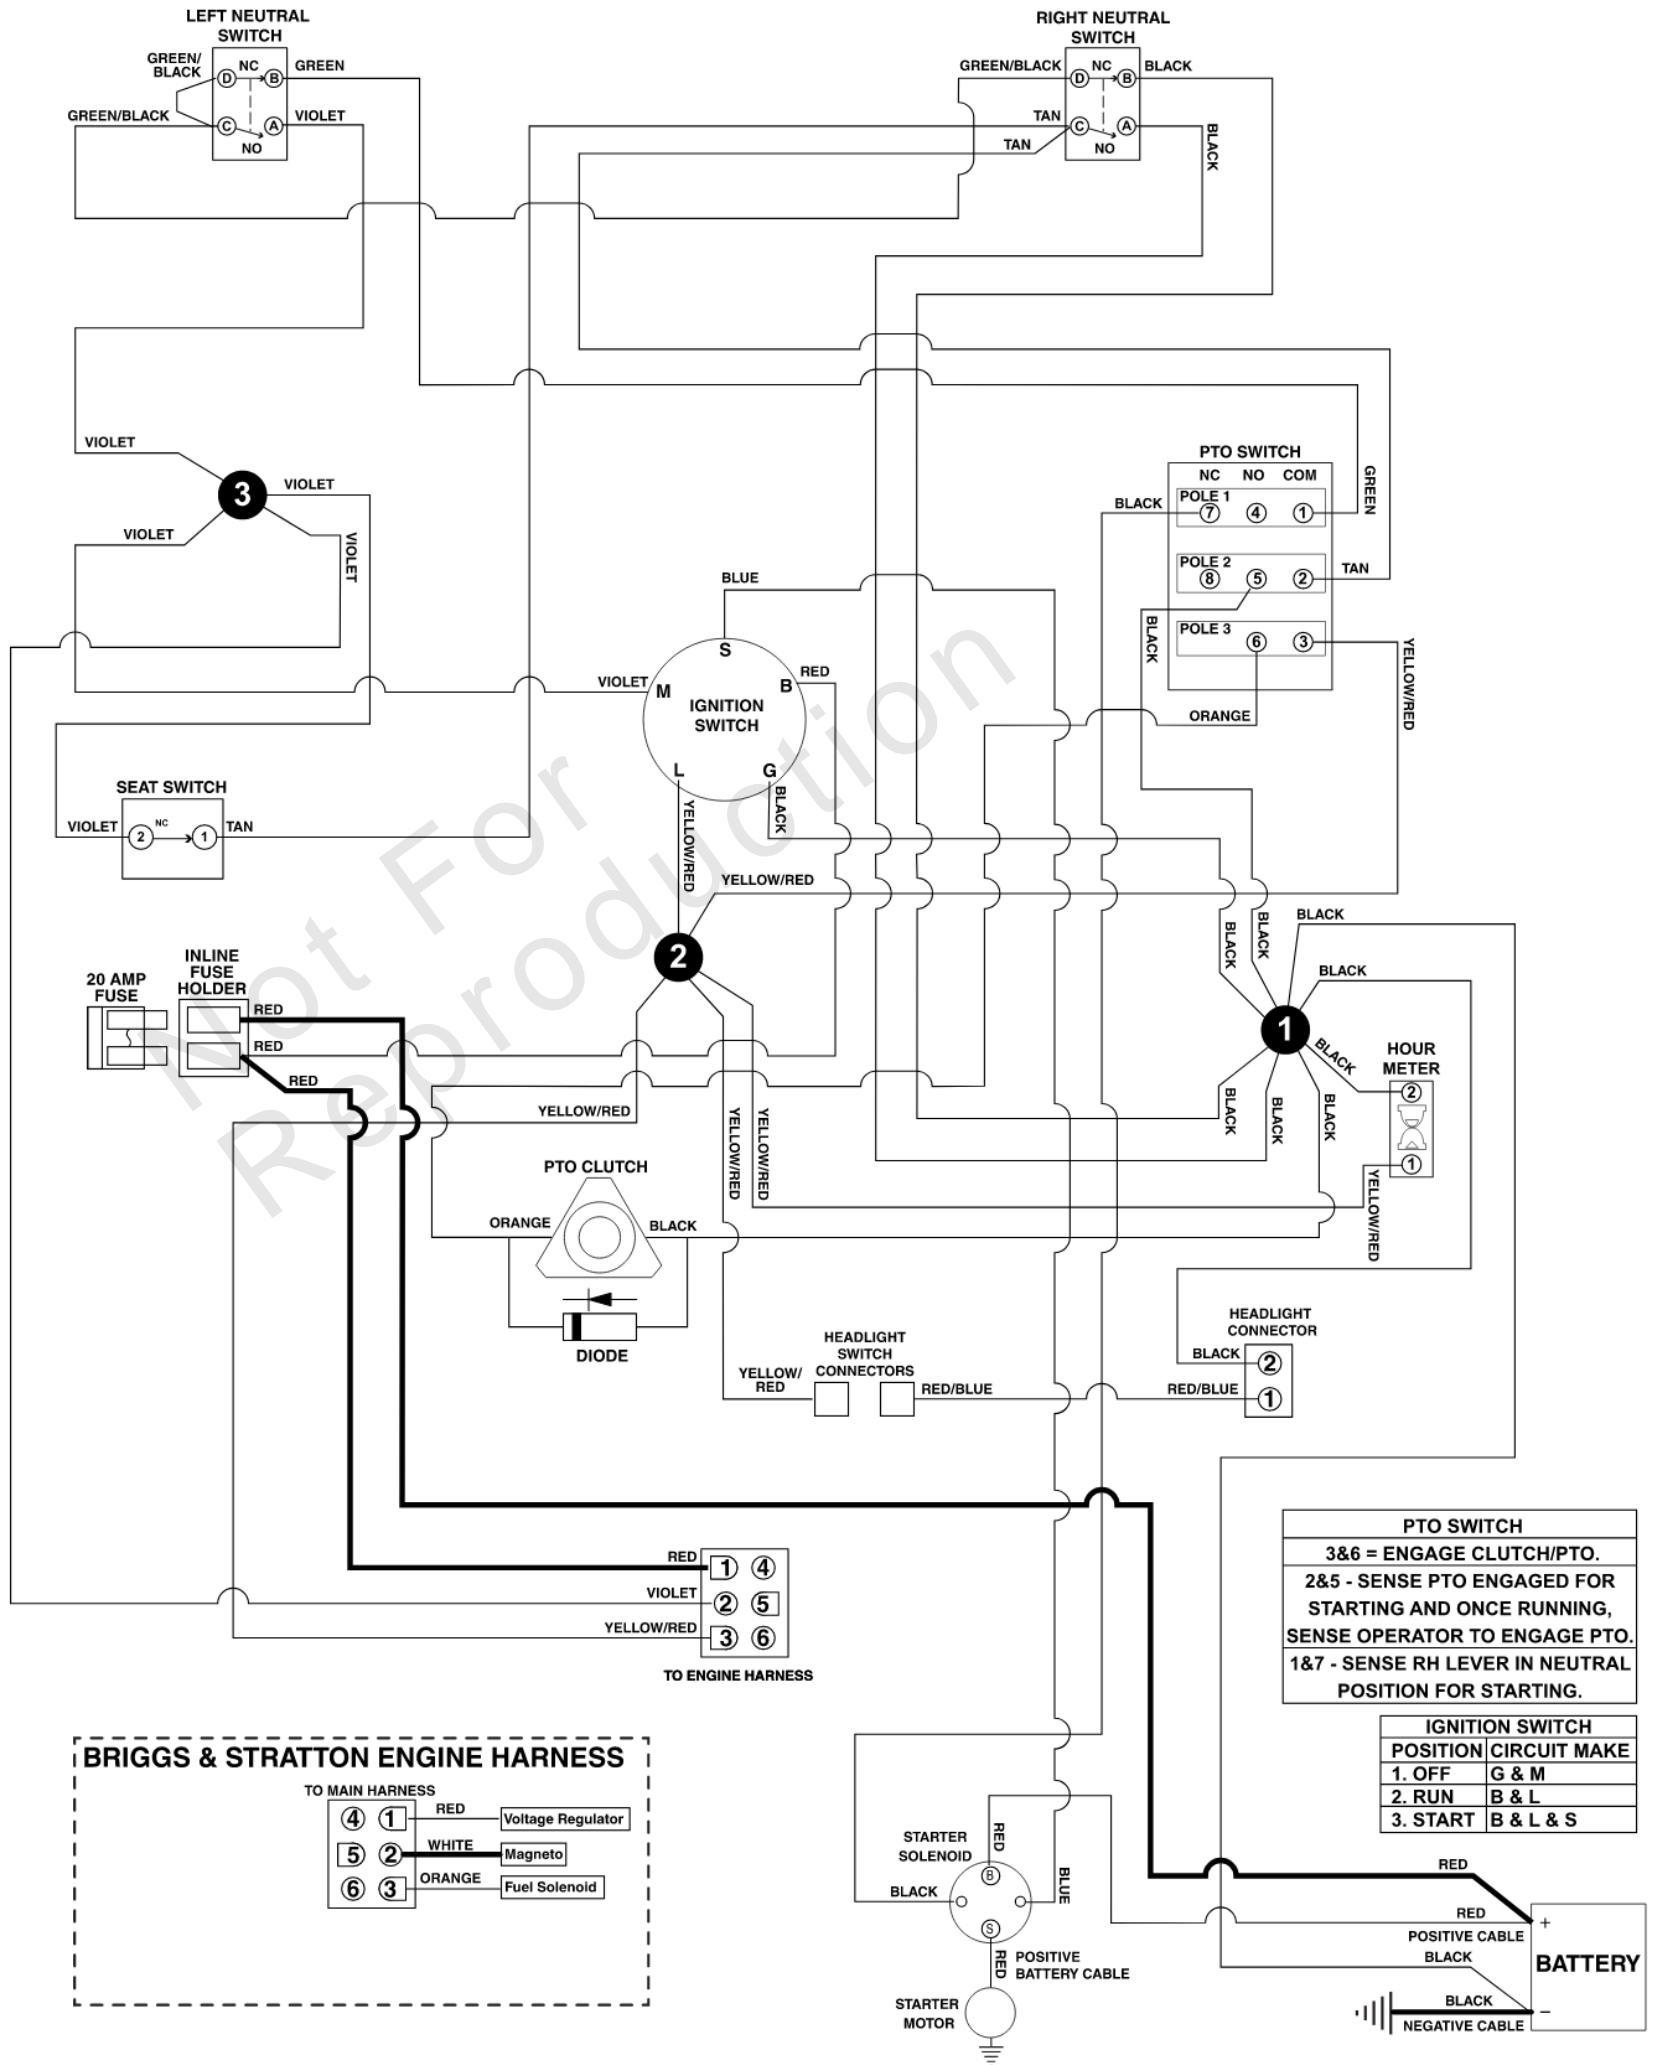 LEFT NEUTRAL
SWITCH
RIGHT NEUTRAL
SWITCH
GREEN/
BLACK
D
NC
B
GREEN
GREEN/BLACK
C
A
VIOLET
NO
GREEN/BLACK
D
NC
B
BLACK
TAN
C
A
NO
TAN
BLACK
VIOLET
3
VIOLET
VIOLET
VIOLET
PTO SWITCH
NC NO COM
POLE 1
BLACK
7 4 1
GREEN
POLE 2
8 5 2
TAN
POLE 3
6 3
BLACK
YELLOW/RED
ORANGE
BLUE
S
VIOLET
M
B
RED
IGNITION
SWITCH
L
G
YELLOW/RED
BLACK
SEAT SWITCH
VIOLET
2
NC
1
TAN
YELLOW/RED
2
BLACK
BLACK
BLACK
BLACK
1
BLACK
HOUR
METER
2
1
BLACK
BLACK
BLACK
YELLOW/RED
20 AMP
FUSE
INLINE
FUSE
HOLDER
RED
RED
RED
YELLOW/RED
YELLOW/RED
YELLOW/RED
PTO CLUTCH
ORANGE
BLACK
DIODE
HEADLIGHT
SWITCH
CONNECTORS
YELLOW/
RED
RED/BLUE
HEADLIGHT
CONNECTOR
BLACK
2
RED/BLUE
1
RED
1 4
VIOLET
2 5
YELLOW/RED
3 6
TO ENGINE HARNESS
PTO SWITCH
3&6 = ENGAGE CLUTCH/PTO.
2&5 - SENSE PTO ENGAGED FOR
STARTING AND ONCE RUNNING,
SENSE OPERATOR TO ENGAGE PTO.
1&7 - SENSE RH LEVER IN NEUTRAL
POSITION FOR STARTING.
IGNITION SWITCH
POSITION CIRCUIT MAKE
1. OFF G & M
2. RUN B & L
3. START B & L & S
BRIGGS & STRATTON ENGINE HARNESS
TO MAIN HARNESS
4 1
RED
Voltage Regulator
5 2
WHITE
Magneto
6 3
ORANGE
Fuel Solenoid
STARTER
SOLENOID
RED
B
BLACK
BLUE
S
RED
POSITIVE
BATTERY CABLE
STARTER
MOTOR
RED
RED
+
POSITIVE CABLE
BLACK
BATTERY
BLACK
−
NEGATIVE CABLE
Not For
Reproduction